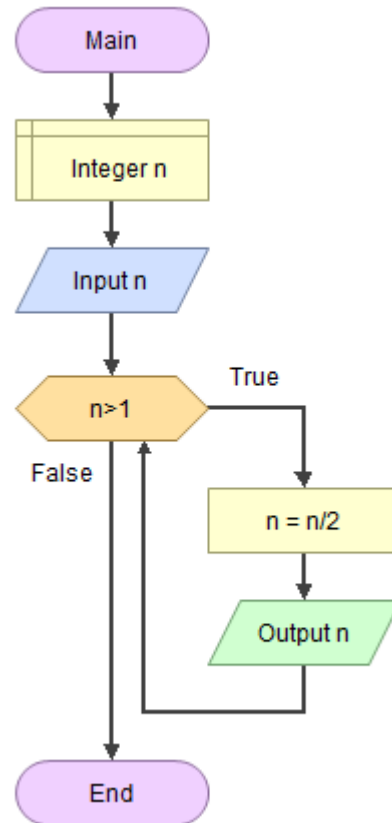 Main
Integer n
Input n
n>1
True
False
n = n/2
Output n
End